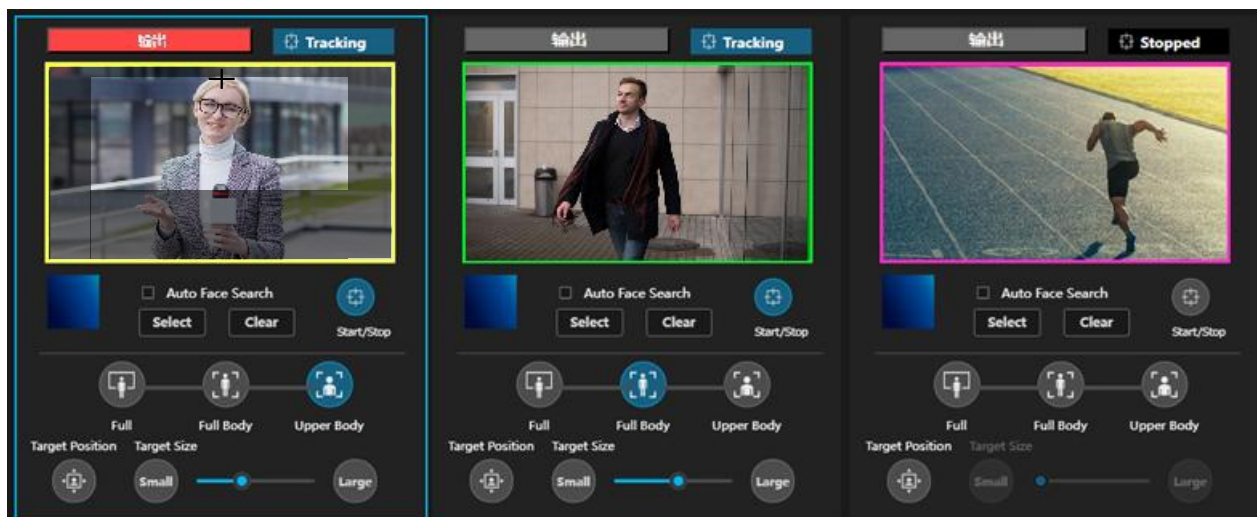 输出 Tracking
Auto Face Search
Select Clear
Start/Stop
Full Full Body Upper Body
Target Position Target Size
Small Large
输出 Tracking
Auto Face Search
Select Clear
Start/Stop
Full Full Body Upper Body
Target Position Target Size
Small Large
输出 Stopped
Auto Face Search
Select Clear
Start/Stop
Full Full Body Upper Body
Target Position Target Size
Small Large